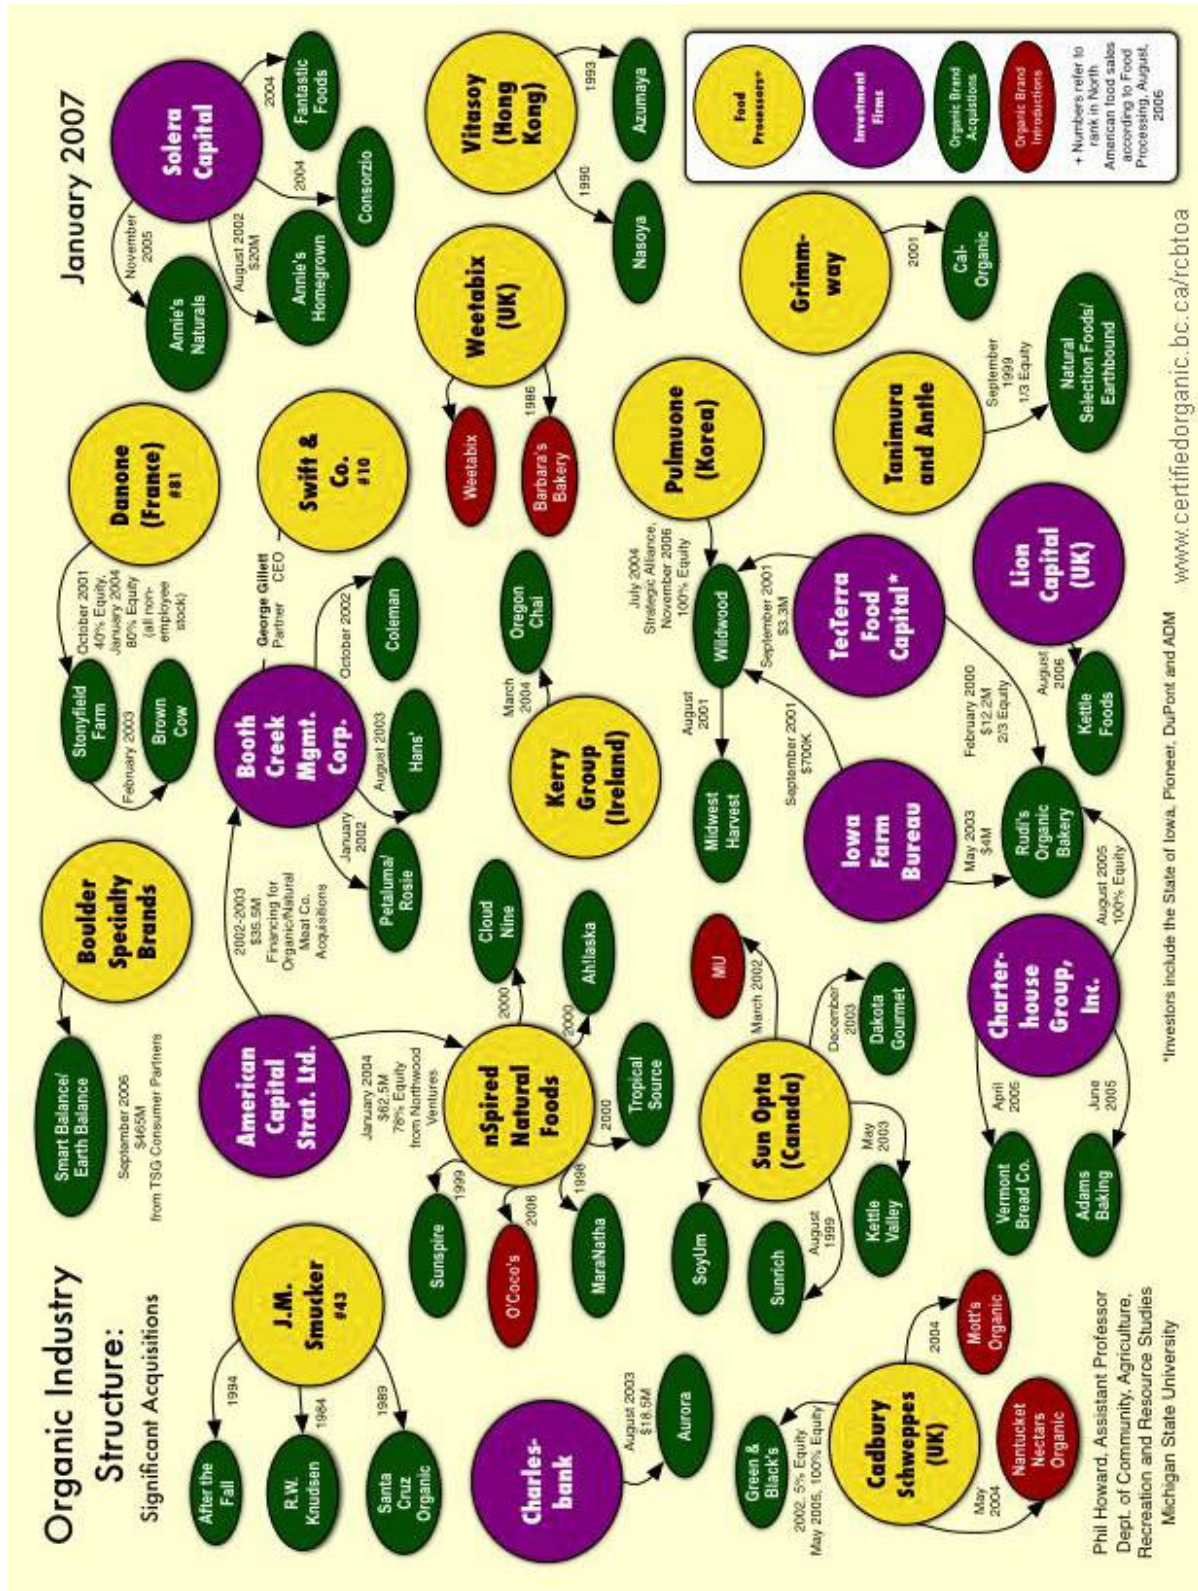 Organic Industry
Structure:
Significant Acquisitions
January 2007
After the
Fall
1994
R.W.
Knudsen
1984
Santa
Cruz
Organic
1989
J.M.
Smucker
#43
Smart Balance/
Earth Balance
September 2006
$465M
from TSG Consumer Partners
Boulder
Specialty
Brands
Danone
(France)
#81
October 2001
40% Equity,
January 2004
80% Equity
(all non-
employee
stock)
Stonyfield
Farm
February 2003
Brown
Cow
Solera
Capital
November
2005
Annie's
Naturals
August 2002
$20M
Annie's
Homegrown
2004
Consorzio
2004
Fantastic
Foods
American
Capital
Strat. Ltd.
2002-2003
$35.5M
Financing for
Organic/Natural
Meat Co.
Acquisitions
Booth
Creek
Mgmt.
Corp.
George Gillett
Partner CEO
Swift &
Co.
#10
January
2002
Petaluma/
Rosie
August 2003
Hans'
October 2002
Coleman
January 2004
$62.5M
78% Equity
from Northwood
Ventures
nSpired
Natural
Foods
Sunspire
1999
O'Coco's
2006
MaraNatha
1998
2000
Tropical
Source
2000
Ah!laska
2000
Cloud
Nine
Kerry
Group
(Ireland)
March
2004
Oregon
Chai
Weetabix
(UK)
Weetabix
1986
Barbara's
Bakery
Vitasoy
(Hong
Kong)
1990
Nasoya
1993
Azumaya
Charles-
bank
August 2003
$18.5M
Aurora
Sun Opta
(Canada)
SoyUm
Sunrich
August
1999
Kettle
Valley
May
2003
Dakota
Gourmet
December
2003
MU
March 2002
Midwest
Harvest
August
2001
Wildwood
July 2004
Strategic Alliance,
November 2006
100% Equity
Pulmuone
(Korea)
September 2001
$3.3M
September 2001
$700K
TecTerra
Food
Capital*
Iowa
Farm
Bureau
May 2003
$4M
February 2000
$12.2M
2/3 Equity
Rudi's
Organic
Bakery
August 2005
100% Equity
Charter-
house
Group,
Inc.
April
2005
Vermont
Bread Co.
June
2005
Adams
Baking
Lion
Capital
(UK)
August
2006
Kettle
Foods
Tanimura
and Antle
September
1999
1/3 Equity
Natural
Selection Foods/
Earthbound
Grimm-
way
2001
Cal-
Organic
Cadbury
Schweppes
(UK)
Green &
Black's
2002, 5% Equity
May 2005, 100% Equity
2004
Mott's
Organic
May
2004
Nantucket
Nectars
Organic
Food
Processors+
Investment
Firms
Organic Brand
Acquistions
Organic Brand
Introductions
+ Numbers refer to
rank in North
American food sales
according to Food
Processing, August,
2006
Phil Howard, Assistant Professor
Dept. of Community, Agriculture,
Recreation and Resource Studies
Michigan State University
*Investors include the State of Iowa, Pioneer, DuPont and ADM
www.certifiedorganic.bc.ca/rcbtoa